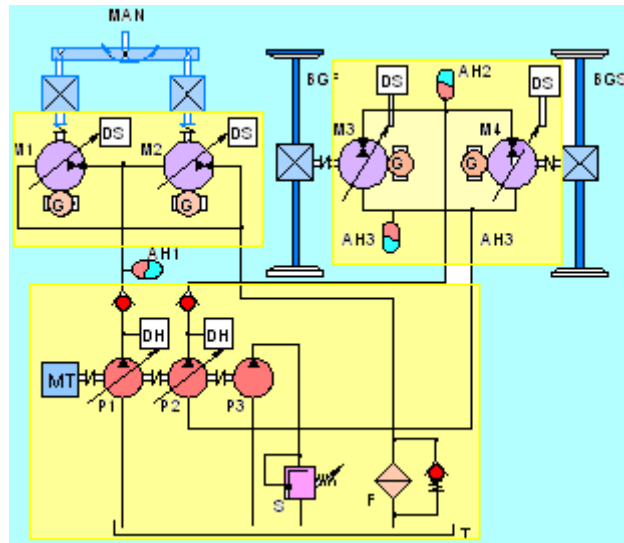 MAN
BGF
DS
AH2
DS
BGS
M1
DS
M2
DS
M3
M4
G
G
G
G
AH3
AH3
AH1
DH
DH
MT
P1
P2
P3
S
F
T